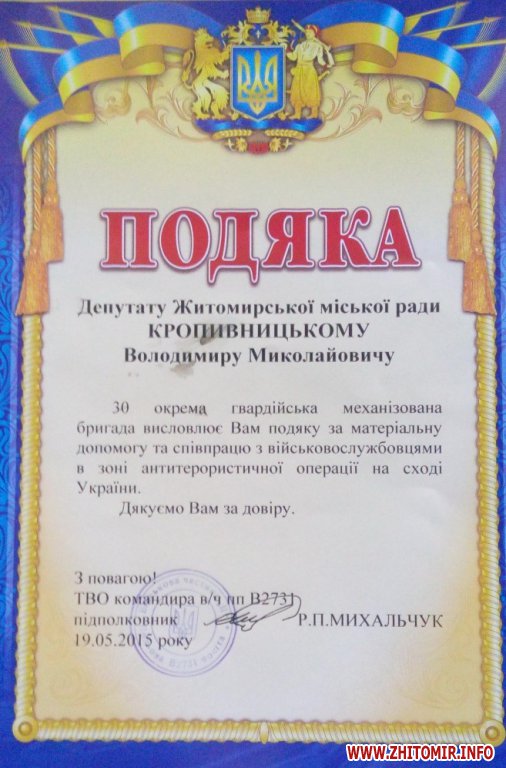 ПОДЯКА
Депутату Житомирської міської ради
КРОПИВНИЦЬКОМУ
Володимиру Миколайовичу
30 окрема гвардійська механізована
бригада висловлює Вам подяку за матеріальну
допомогу та співпрацю з військовослужбовцями
в зоні антитерористичної операції на сході
України.
Дякуємо Вам за довіру.
З повагою!
ТВО командира в/ч пп В2731
підполковник Р.П.МИХАЛЬЧУК
19.05.2015 року
WWW.ZHITOMIR.INFO